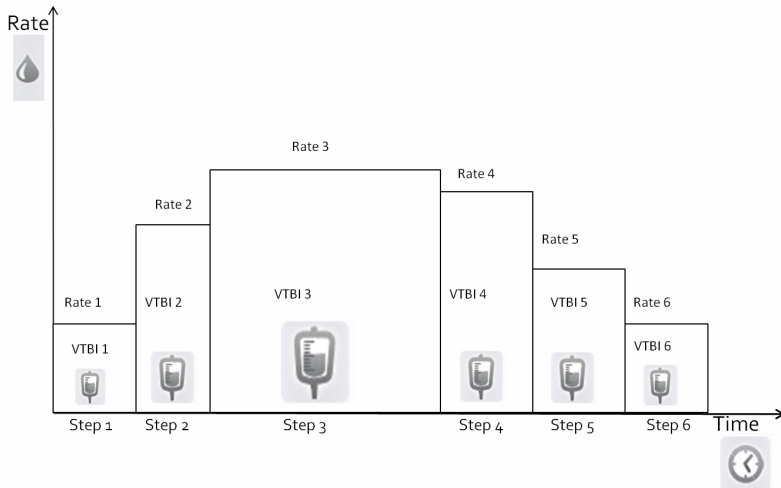 Rate
Rate 3
Rate 4
Rate 2
Rate 5
Rate 1
VTBI 2
VTBI 3
VTBI 4
VTBI 5
Rate 6
VTBI 1
VTBI 6
Step 1
Step 2
Step 3
Step 4
Step 5
Step 6
Time